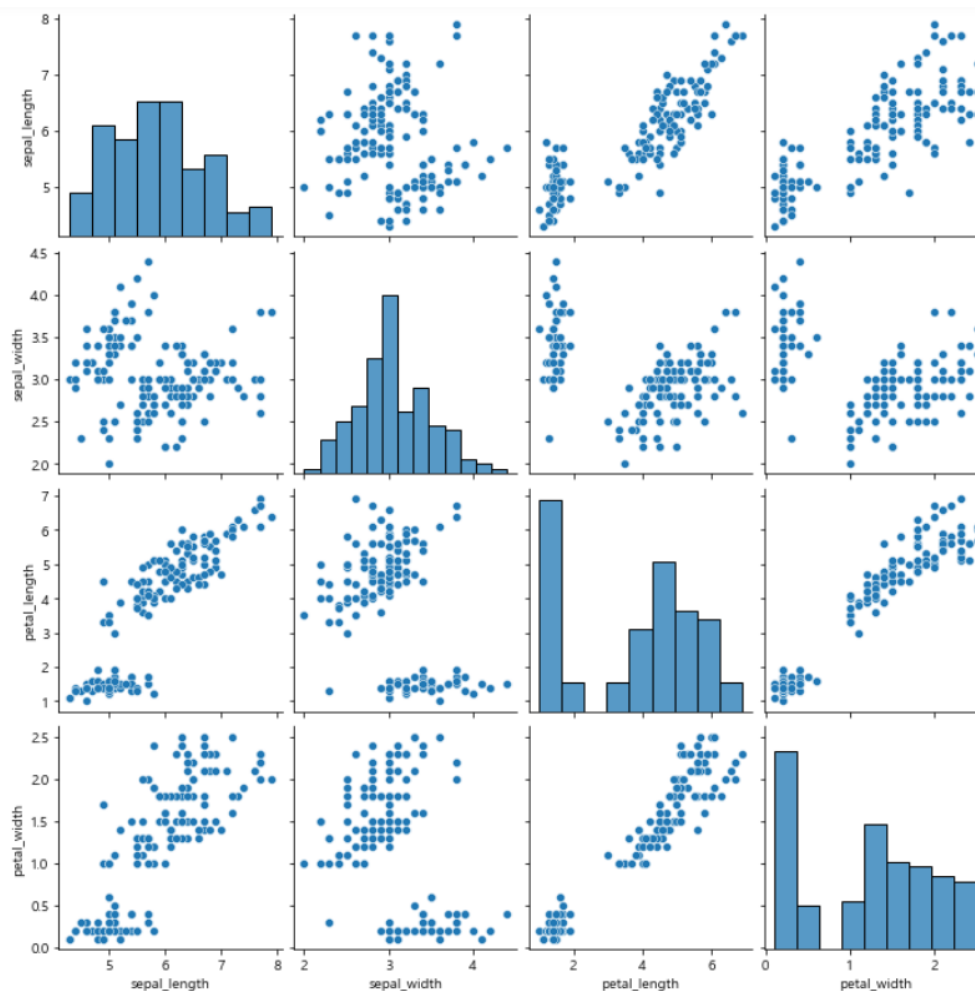 8
7
6
5
sepal_length
4.5
4.0
3.5
3.0
2.5
2.0
sepal_width
7
6
5
4
3
2
1
petal_length
2.5
2.0
1.5
1.0
0.5
0.0
petal_width
5 6 7 8
sepal_length
2 3 4
sepal_width
2 4 6
petal_length
0 1 2
petal_width